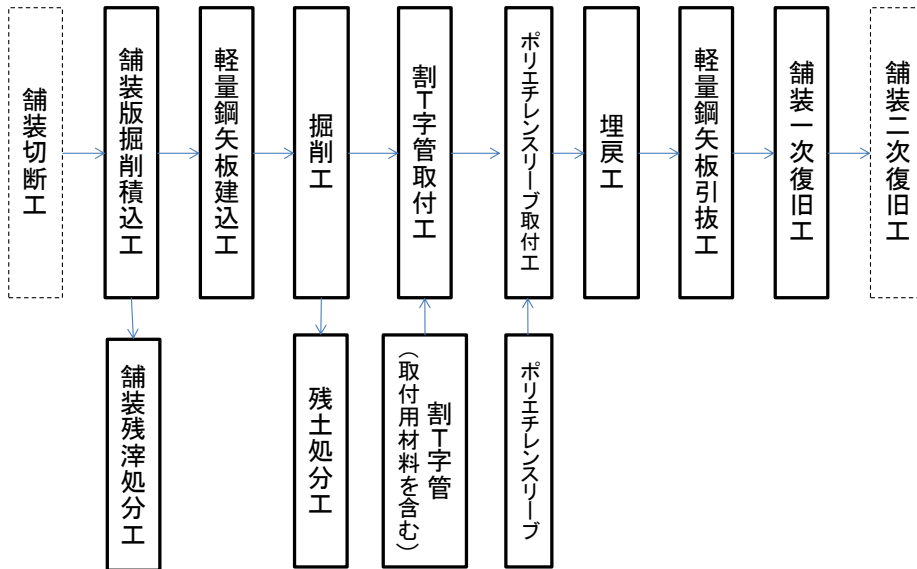 舗装切断工
舗装版掘削積込工
軽量鋼矢板建込工
掘削工
割T字管取付工
ポリエチレンスリーブ取付工
埋戻工
軽量鋼矢板引抜工
舗装一次復旧工
舗装二次復旧工
舗装残滓処分工
残土処分工
割T字管
(取付用材料を含む)
ポリエチレンスリーブ